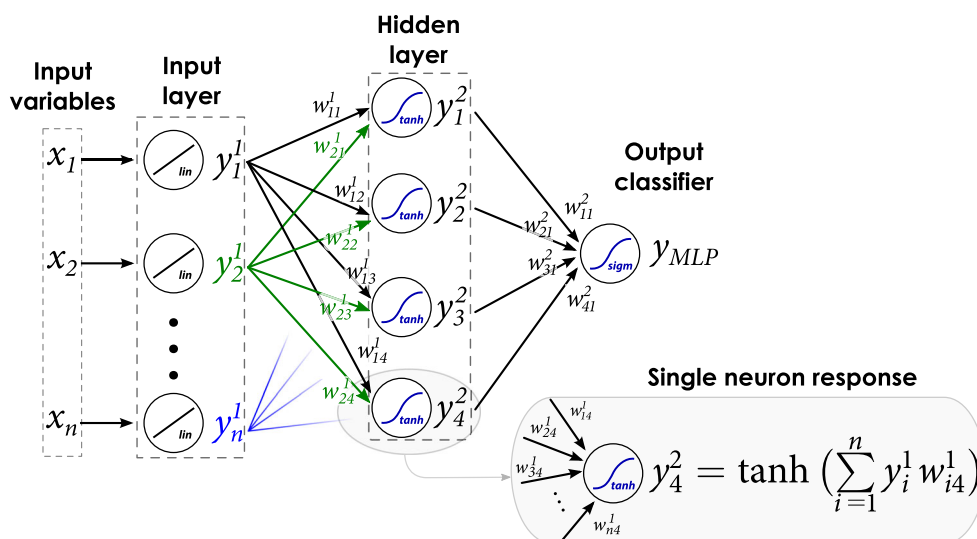 Input
variables
Input
layer
Hidden
layer
Output
classifier
x₁
x₂
xₙ
lin
lin
lin
y₁¹
y₂¹
yₙ¹
w₁₁¹
w₂₁¹
w₁₂¹
w₂₂¹
w₁₃¹
w₂₃¹
w₁₄¹
w₂₄¹
tanh
tanh
tanh
tanh
y₁²
y₂²
y₃²
y₄²
w₁₁²
w₂₁²
w₃₁²
w₄₁²
sigm
y_MLP
Single neuron response
w₁₄¹
w₂₄¹
w₃₄¹
wₙ₄¹
tanh
y₄² = tanh (∑ᵢ₌₁ⁿ yᵢ¹ wᵢ₄¹)